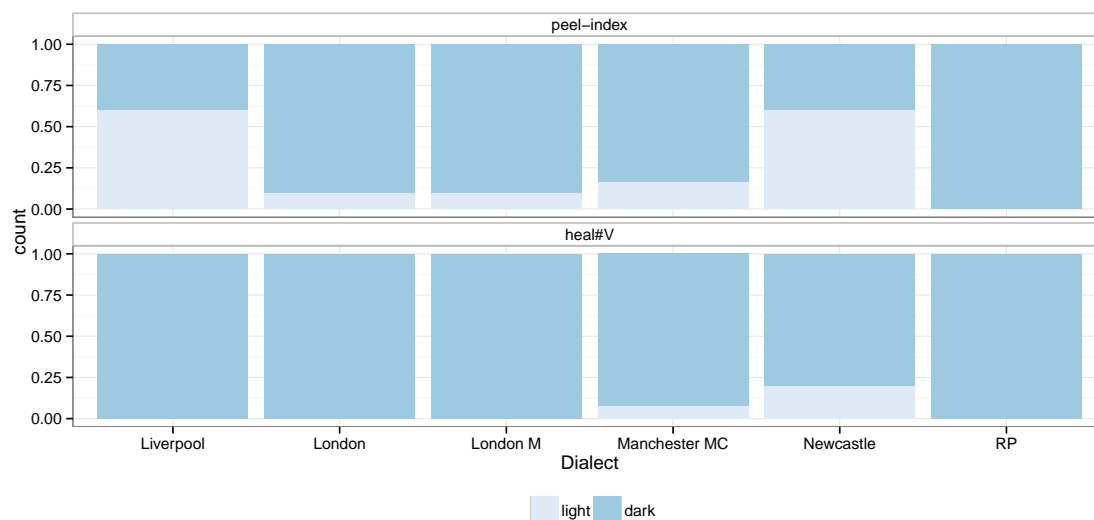 peel−index
1.00
0.75
0.50
0.25
0.00
heal#V
1.00
0.75
0.50
0.25
0.00
count
Liverpool London London M Manchester MC Newcastle RP
Dialect
light dark